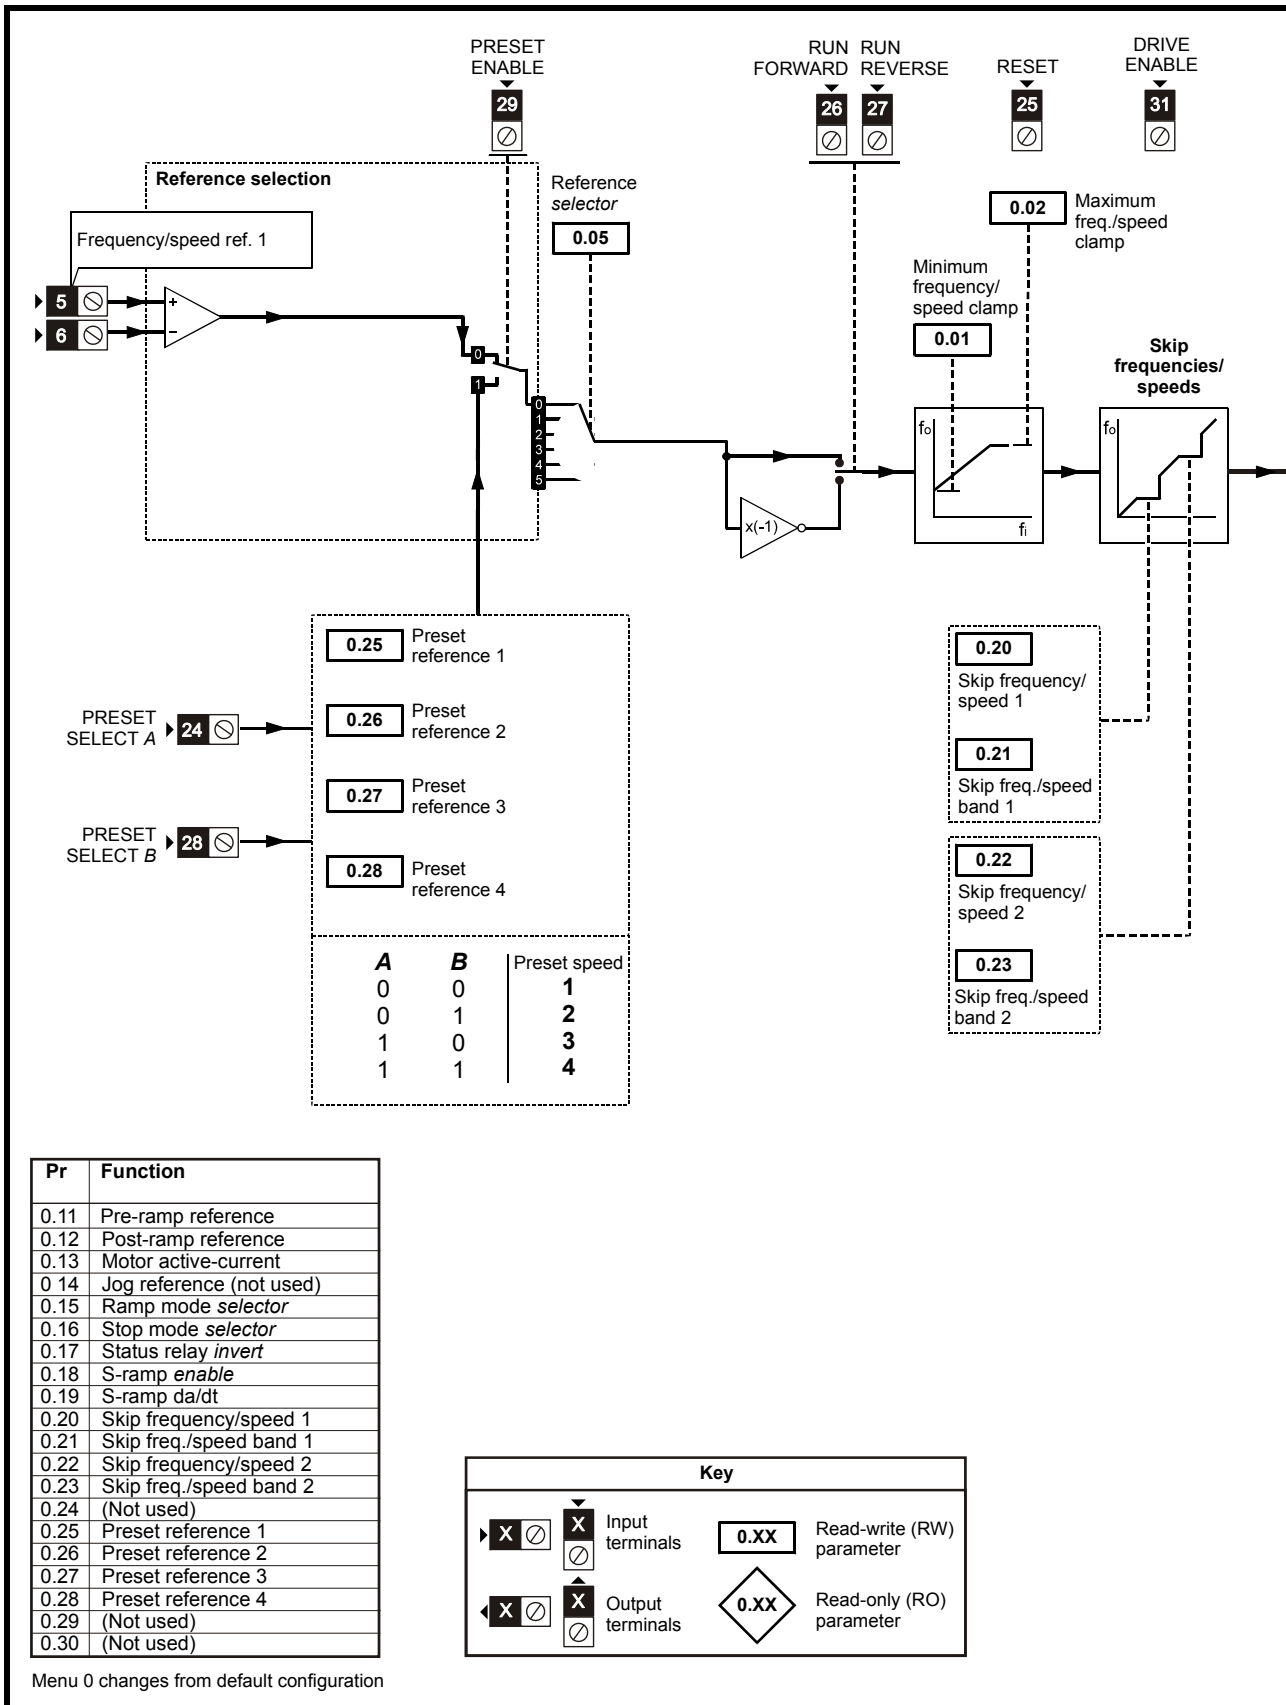 PRESET
ENABLE
29
RUN
FORWARD
RUN
REVERSE
26
27
RESET
25
DRIVE
ENABLE
31
Reference selection
Reference
selector
0.05
0.02
Maximum
freq./speed
clamp
Frequency/speed ref. 1
5
6
+
−
Minimum
frequency/
speed clamp
0.01
Skip
frequencies/
speeds
0
1
0
1
2
3
4
5
x(-1)
fo
fi
fo
0.25
Preset
reference 1
0.26
Preset
reference 2
0.27
Preset
reference 3
0.28
Preset
reference 4
PRESET
SELECT A
24
PRESET
SELECT B
28
A B Preset speed
0 0 1
0 1 2
1 0 3
1 1 4
0.20
Skip frequency/
speed 1
0.21
Skip freq./speed
band 1
0.22
Skip frequency/
speed 2
0.23
Skip freq./speed
band 2
Pr Function
0.11 Pre-ramp reference
0.12 Post-ramp reference
0.13 Motor active-current
0 14 Jog reference (not used)
0.15 Ramp mode selector
0.16 Stop mode selector
0.17 Status relay invert
0.18 S-ramp enable
0.19 S-ramp da/dt
0.20 Skip frequency/speed 1
0.21 Skip freq./speed band 1
0.22 Skip frequency/speed 2
0.23 Skip freq./speed band 2
0.24 (Not used)
0.25 Preset reference 1
0.26 Preset reference 2
0.27 Preset reference 3
0.28 Preset reference 4
0.29 (Not used)
0.30 (Not used)
Menu 0 changes from default configuration
Key
X
X
Input
terminals
0.XX
Read-write (RW)
parameter
X
X
Output
terminals
0.XX
Read-only (RO)
parameter